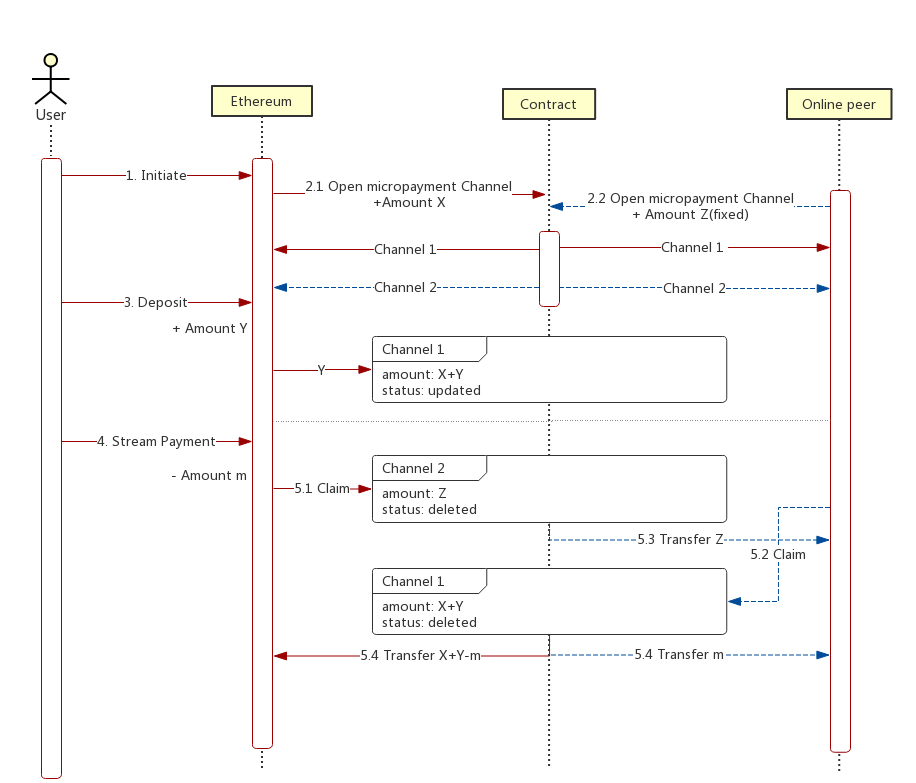 User
Ethereum
Contract
Online peer
1. Initiate
2.1 Open micropayment Channel
+Amount X
2.2 Open micropayment Channel
+ Amount Z(fixed)
Channel 1
Channel 1
Channel 2
Channel 2
3. Deposit
+ Amount Y
Channel 1
Y
amount: X+Y
status: updated
4. Stream Payment
- Amount m
Channel 2
5.1 Claim
amount: Z
status: deleted
5.3 Transfer Z
5.2 Claim
Channel 1
amount: X+Y
status: deleted
5.4 Transfer X+Y-m
5.4 Transfer m